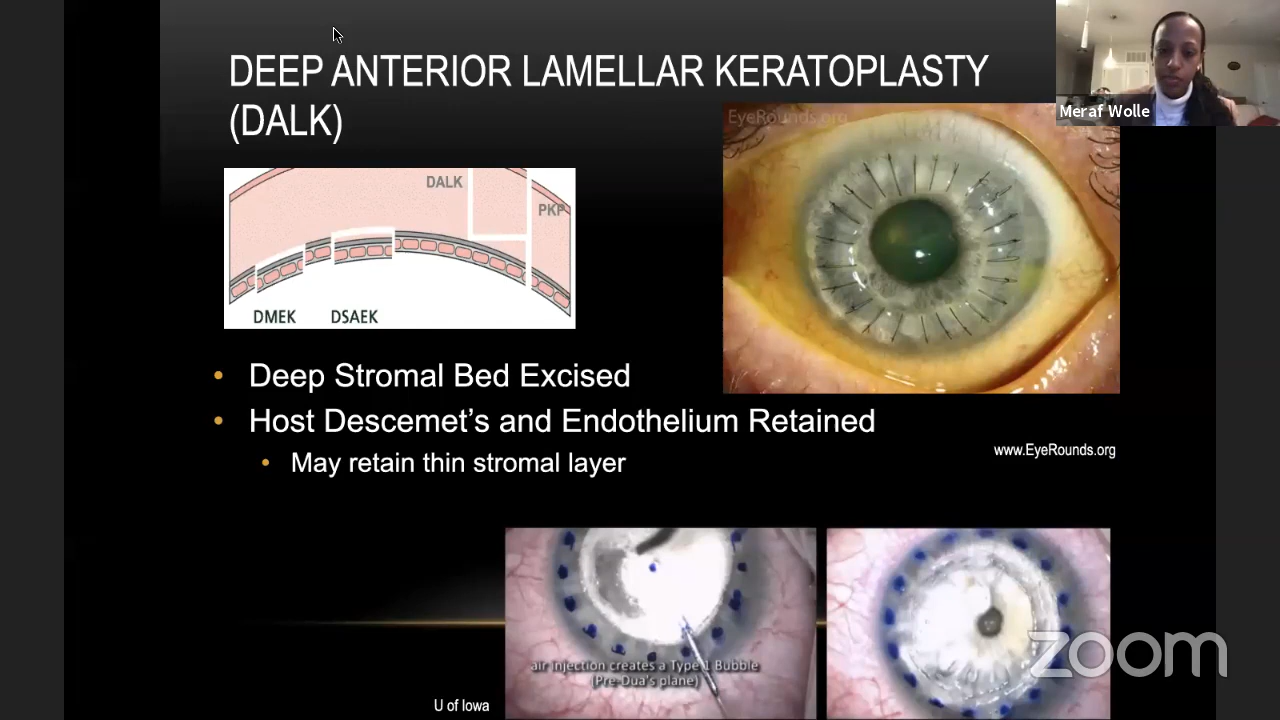 DEEP ANTERIOR LAMELLAR KERATOPLASTY
(DALK)
EyeRounds.org
Meraf Wolle
DALK
PKP
DMEK
DSAEK
• Deep Stromal Bed Excised
• Host Descemet's and Endothelium Retained
• May retain thin stromal layer
www.EyeRounds.org
air injection creates a Type 1 Bubble
(Pre-Dua's plane)
zoom
U of Iowa